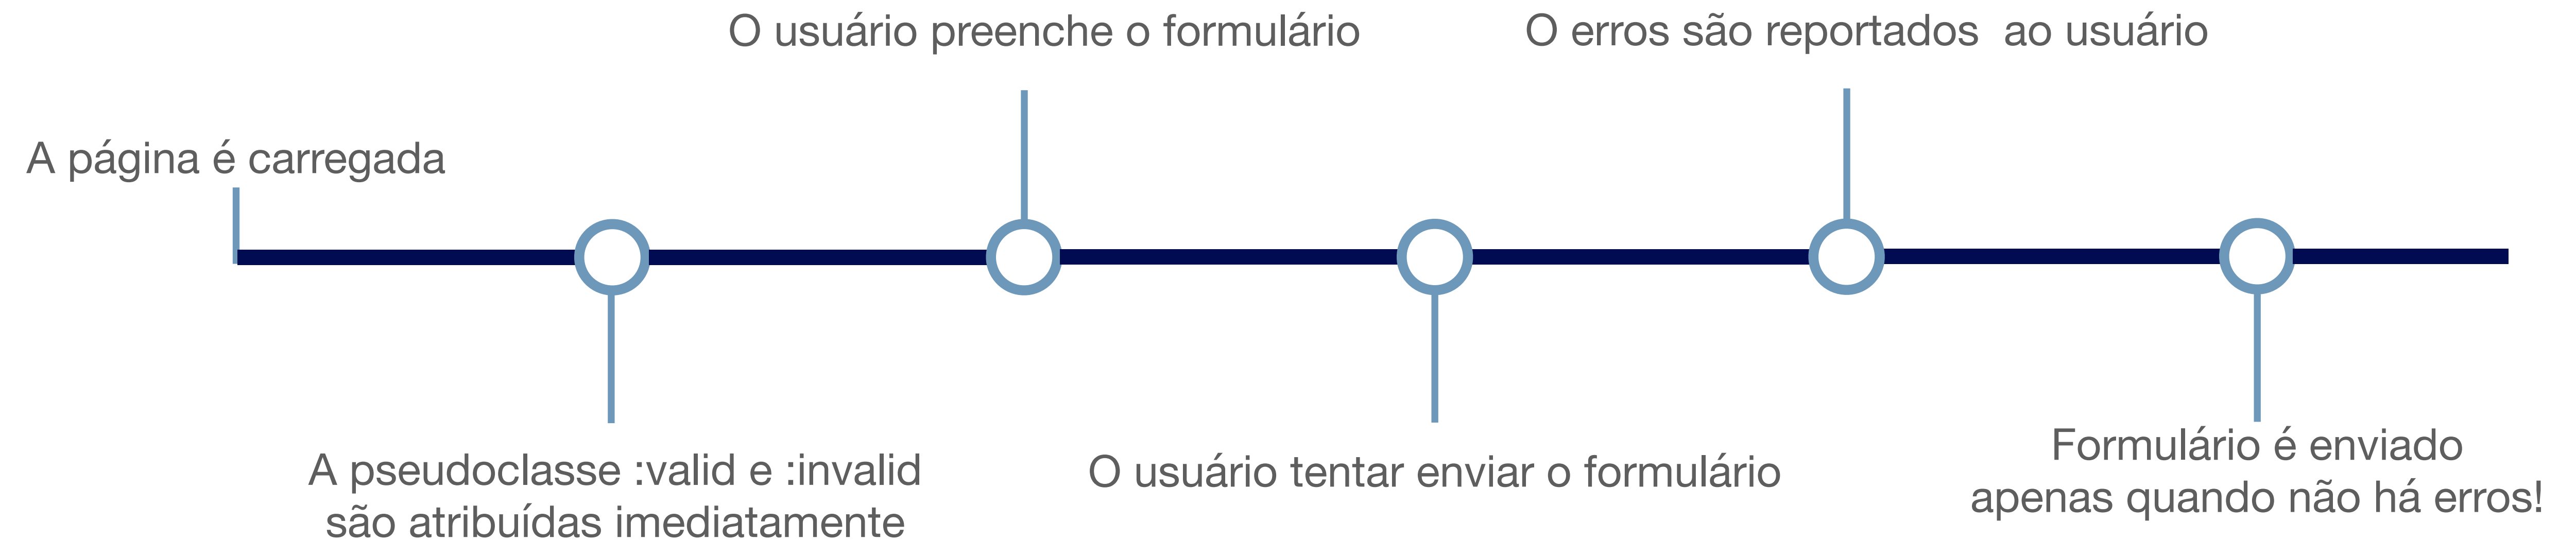 A página é carregada
A pseudoclasse :valid e :invalid
são atribuídas imediatamente
O usuário preenche o formulário
O usuário tentar enviar o formulário
O erros são reportados  ao usuário
Formulário é enviado
apenas quando não há erros!